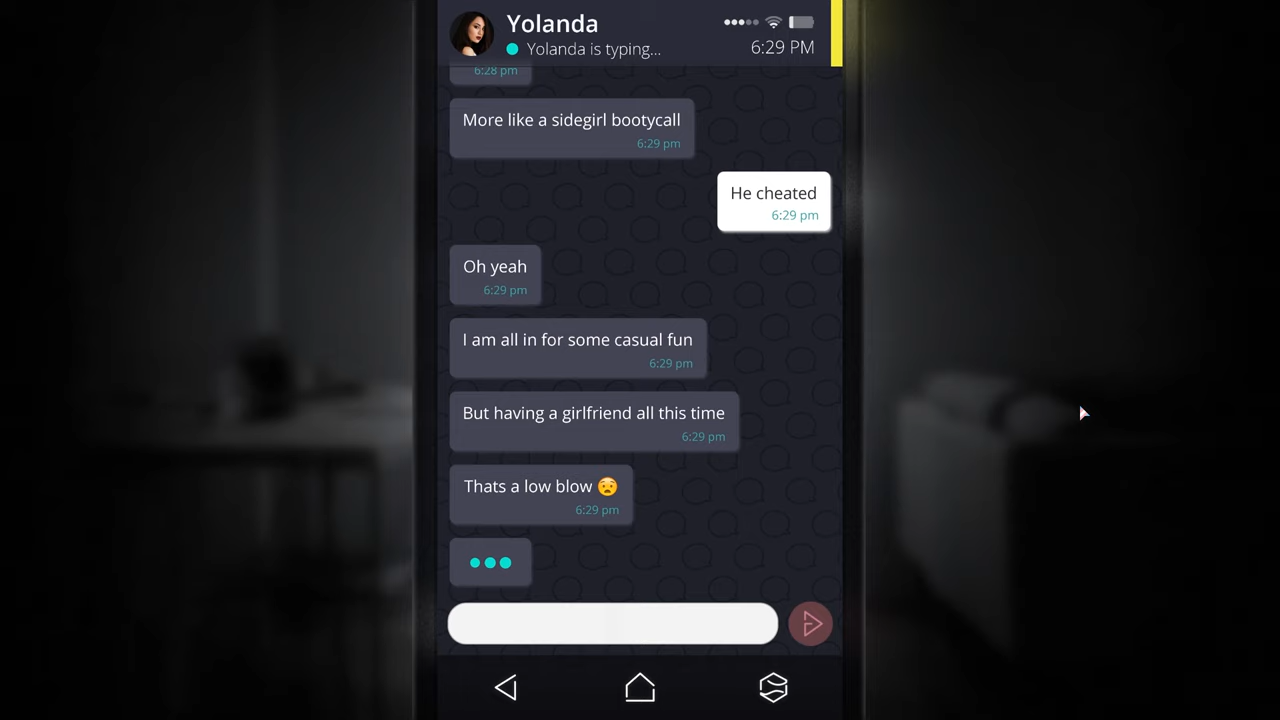 Yolanda
Yolanda is typing...
6:29 PM
6:28 pm
More like a sidegirl bootycall
6:29 pm
He cheated
6:29 pm
Oh yeah
6:29 pm
I am all in for some casual fun
6:29 pm
But having a girlfriend all this time
6:29 pm
Thats a low blow 😟
6:29 pm